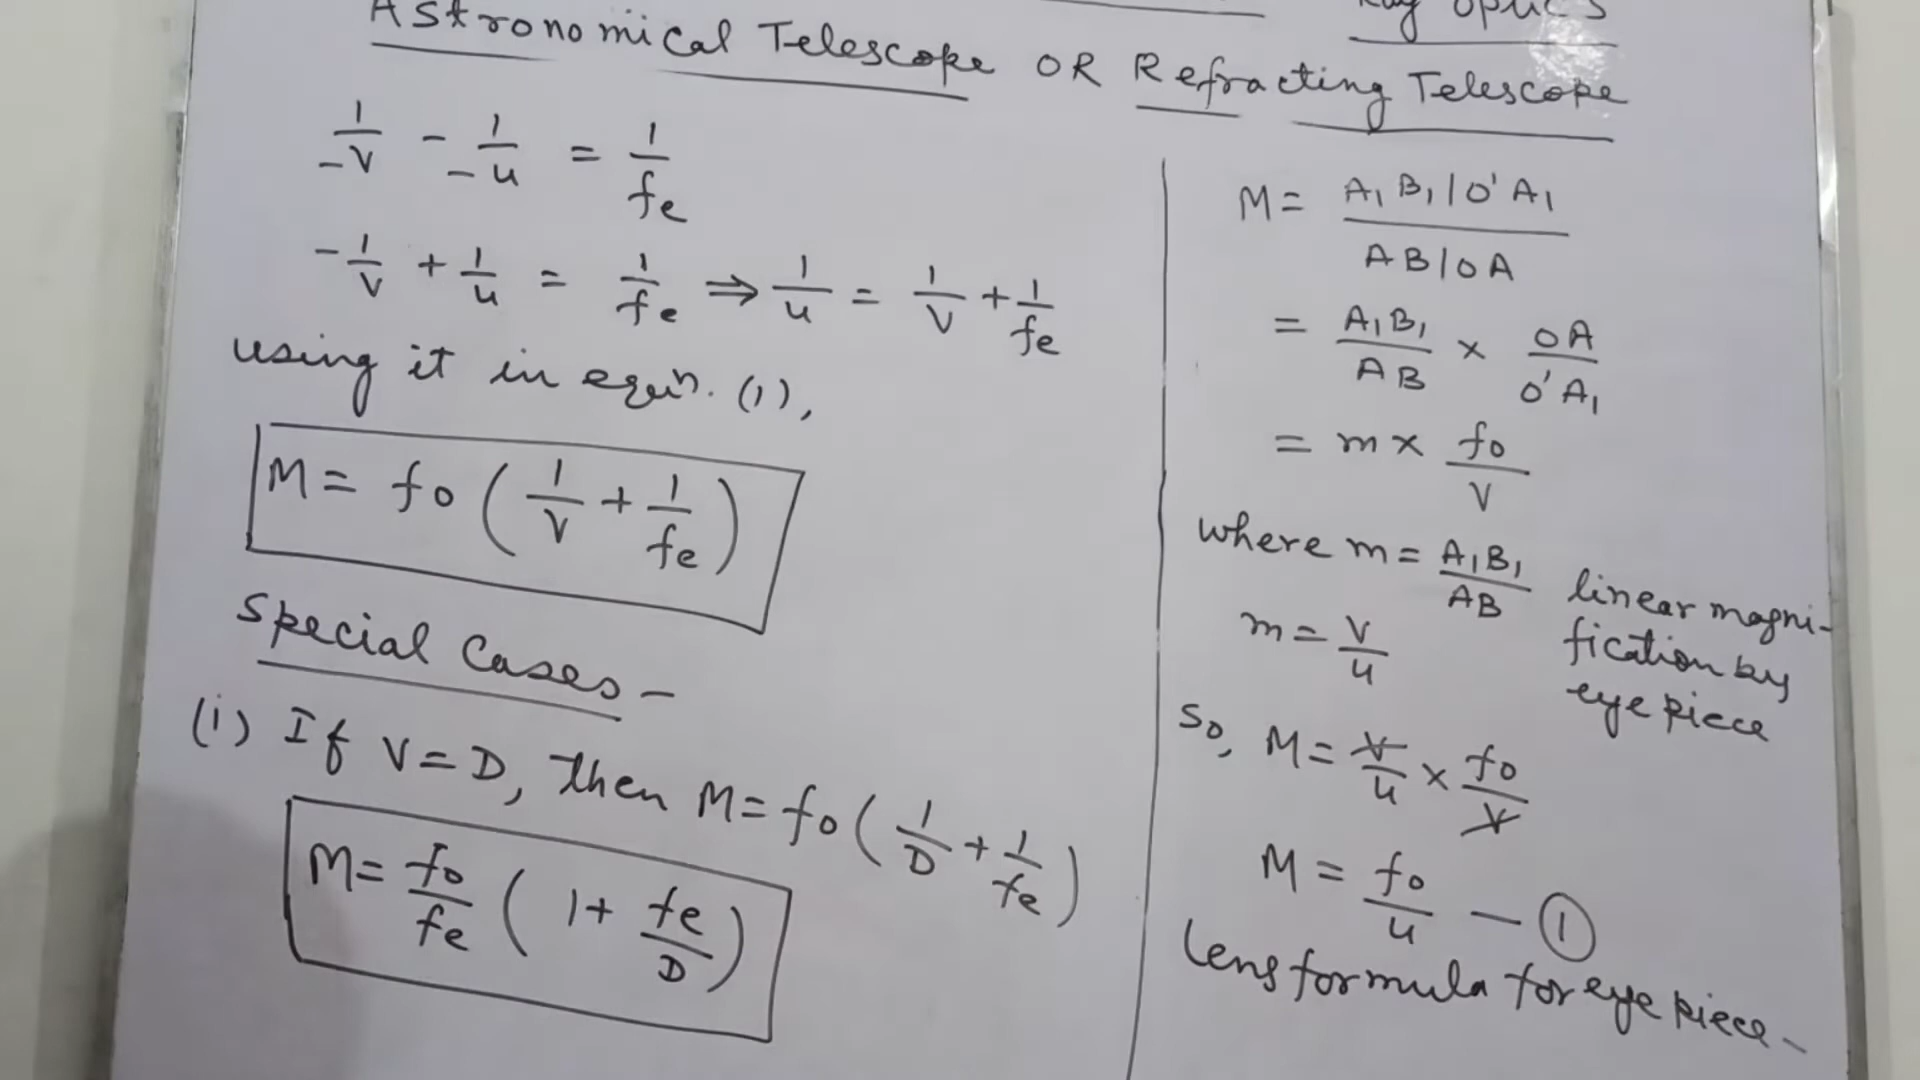 Ray Optics
Astronomical Telescope OR Refracting Telescope
1/-v - 1/-u = 1/fe
-1/v + 1/u = 1/fe ⇒ 1/u = 1/v + 1/fe
using it in equn. (1),
M = fo (1/v + 1/fe)
Special Cases -
(i) If v = D, then M = fo (1/D + 1/fe)
M = fo/fe (1 + fe/D)
M = A1B1/O'A1 / AB/OA
= A1B1/AB × OA/O'A1
= m × fo/v
where m = A1B1/AB linear magni-
fication by
eye piece
m = v/u
So, M = v/u × fo/v
M = fo/u — ①
lens formula for eye piece -